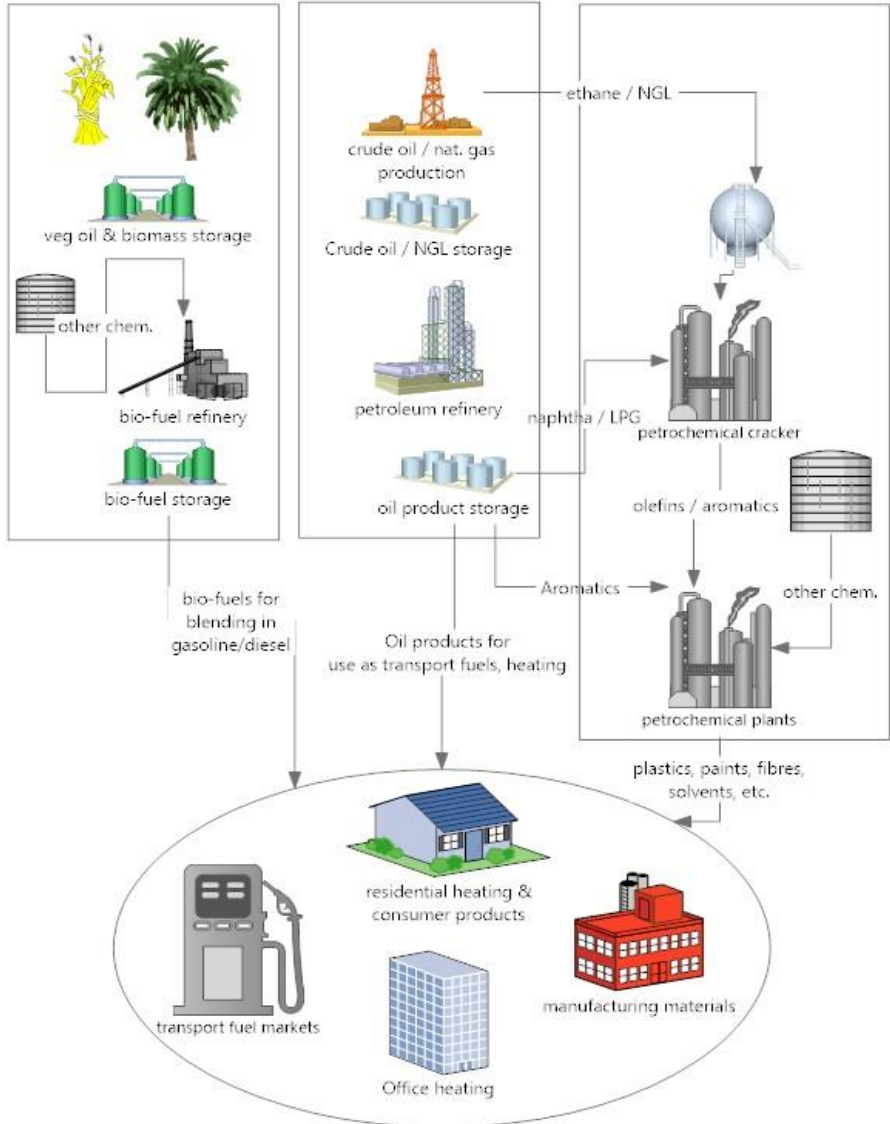 veg oil & biomass storage
other chem.
bio-fuel refinery
bio-fuel storage
bio-fuels for
blending in
gasoline/diesel
crude oil / nat. gas
production
Crude oil / NGL storage
petroleum refinery
oil product storage
Oil products for
use as transport fuels, heating
ethane / NGL
naphtha / LPG
petrochemical cracker
olefins / aromatics
Aromatics
other chem.
petrochemical plants
plastics, paints, fibres,
solvents, etc.
residential heating &
consumer products
transport fuel markets
manufacturing materials
Office heating